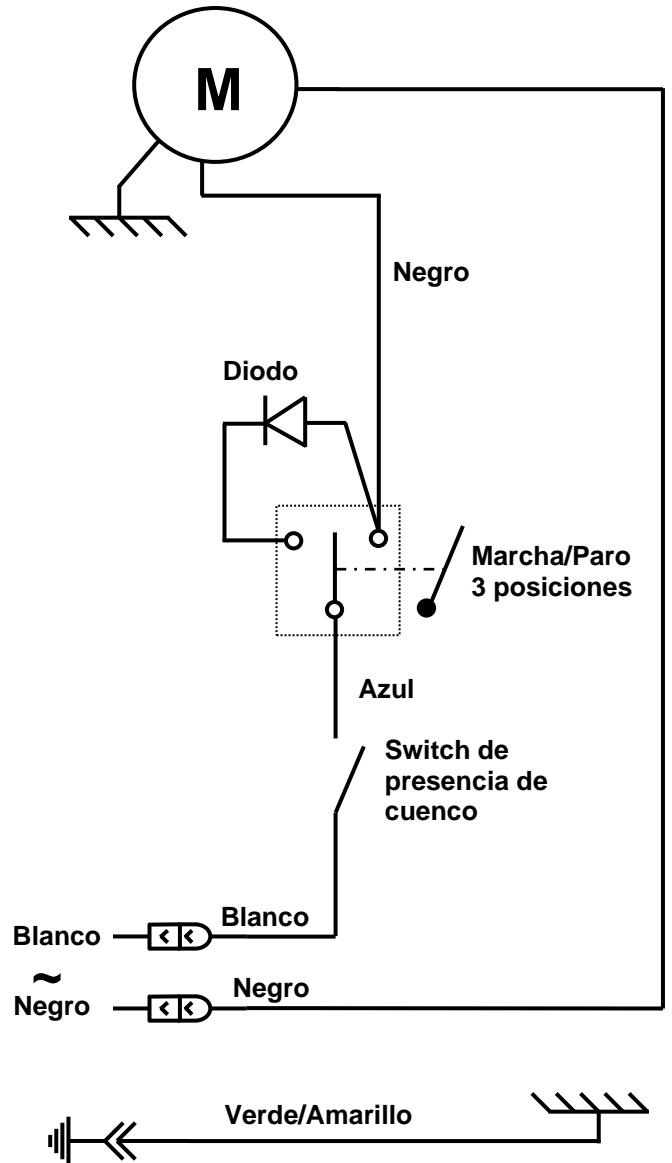 M
Negro
Diodo
Marcha/Paro
3 posiciones
Azul
Switch de
presencia de
cuenco
Blanco
Blanco
~
Negro
Negro
Verde/Amarillo